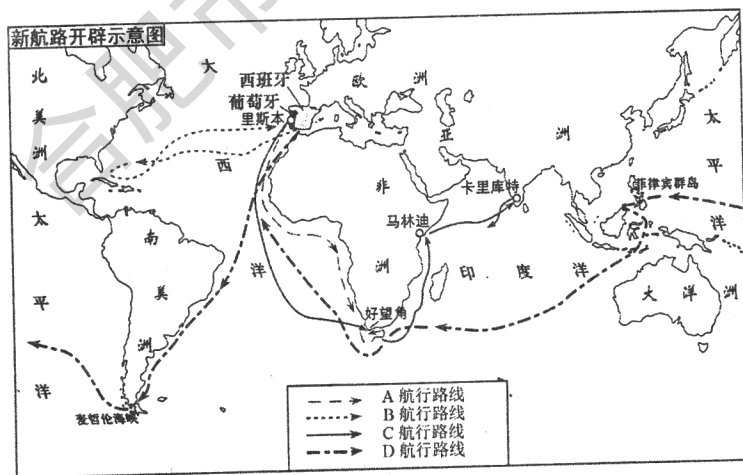 新航路开辟示意图
北
美
洲
大
西
洋
西班牙
葡萄牙
里斯本
欧
洲
亚
洲
太
平
洋
非
洲
卡里库特
菲律宾群岛
马林迪
印
度
洋
好望角
大
洋
洲
太
平
洋
南
美
洲
麦哲伦海峡
A 航行路线
B 航行路线
C 航行路线
D 航行路线
合肥市